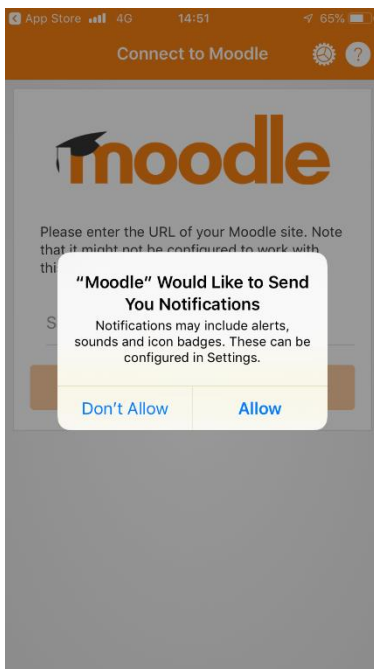 App Store 4G 14:51 65%
Connect to Moodle ?
moodle
Please enter the URL of your Moodle site. Note
that it might not be configured to work with
thi
"Moodle" Would Like to Send
You Notifications
S
Notifications may include alerts,
sounds and icon badges. These can be
configured in Settings.
Don't Allow Allow